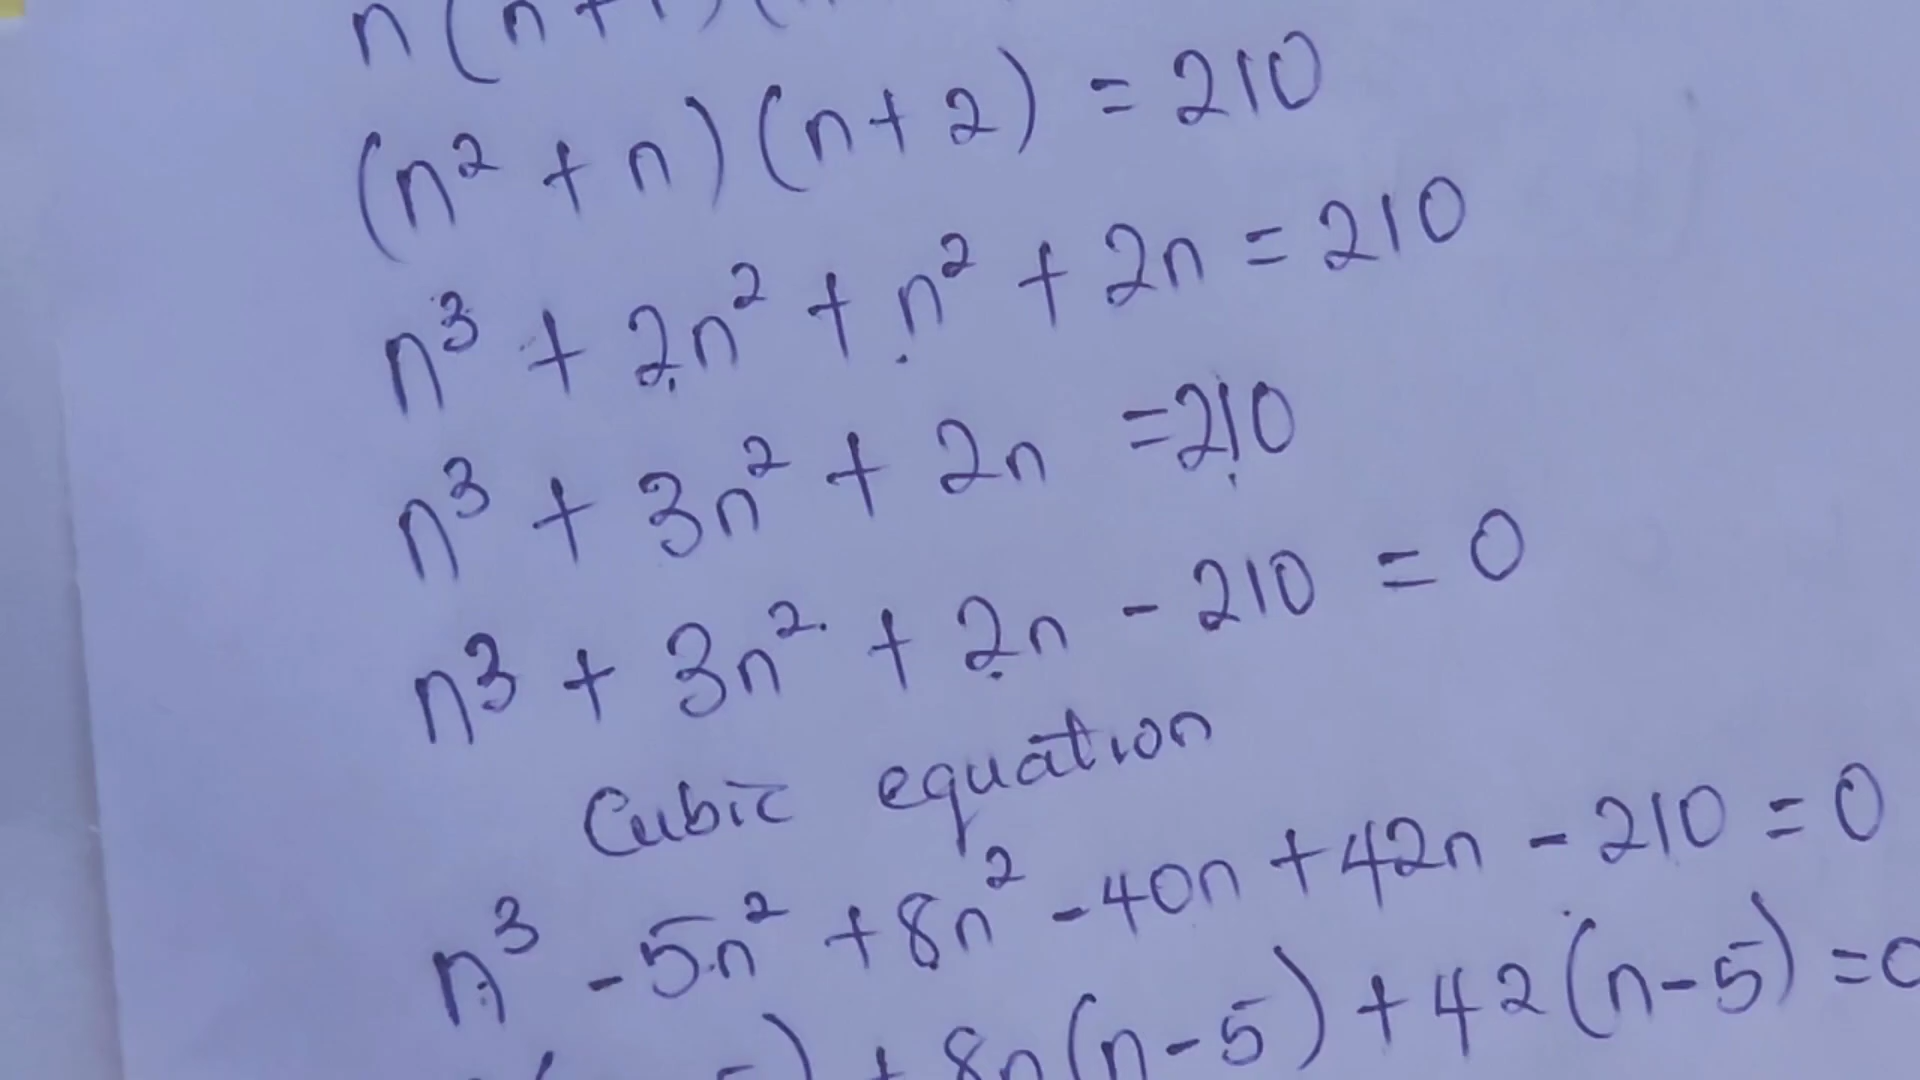 n(n+1)(
(n² + n)(n+2) = 210
n³ + 2n² + n² + 2n = 210
n³ + 3n² + 2n = 210
n³ + 3n² + 2n - 210 = 0
Cubic equation
n³ - 5n² + 8n² - 40n + 42n - 210 = 0
) + 8n(n-5) + 42(n-5) = 0